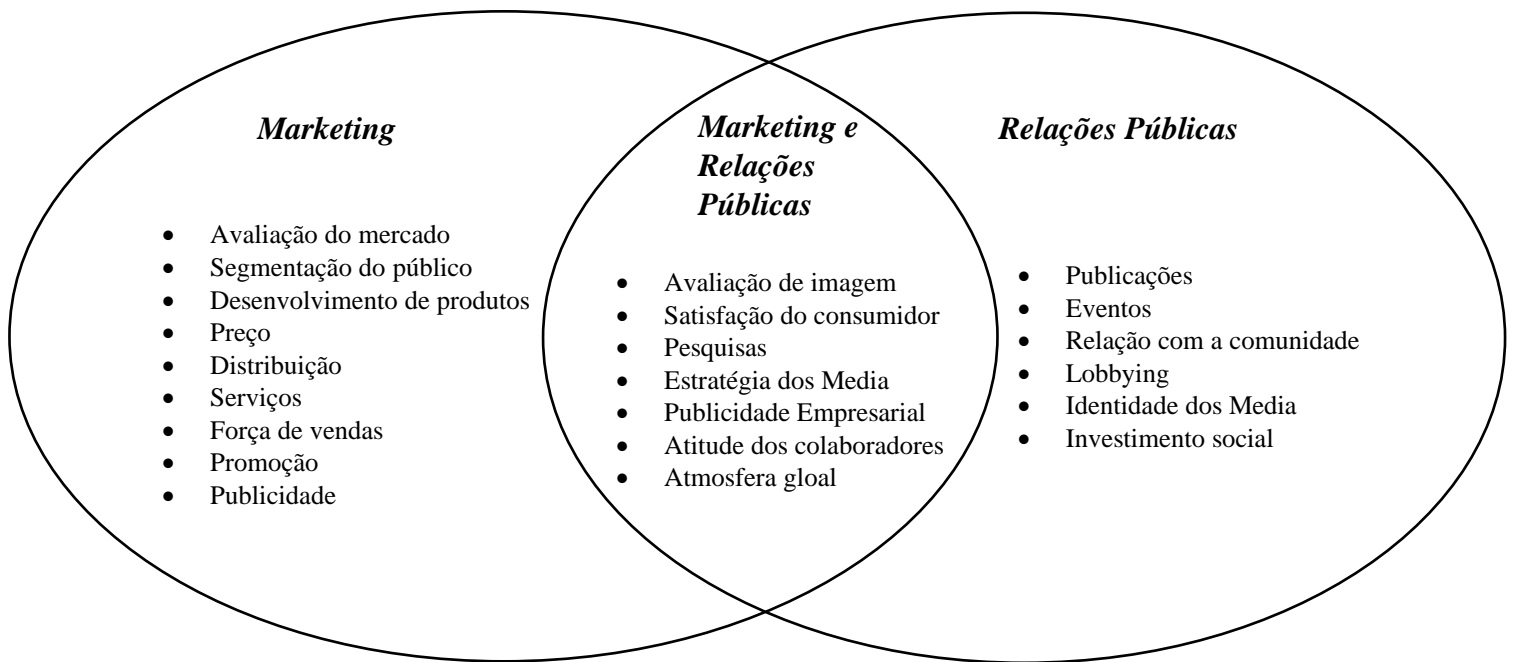 Marketing
• Avaliação do mercado
• Segmentação do público
• Desenvolvimento de produtos
• Preço
• Distribuição
• Serviços
• Força de vendas
• Promoção
• Publicidade
Marketing e
Relações
Públicas
• Avaliação de imagem
• Satisfação do consumidor
• Pesquisas
• Estratégia dos Media
• Publicidade Empresarial
• Atitude dos colaboradores
• Atmosfera gloal
Relações Públicas
• Publicações
• Eventos
• Relação com a comunidade
• Lobbying
• Identidade dos Media
• Investimento social